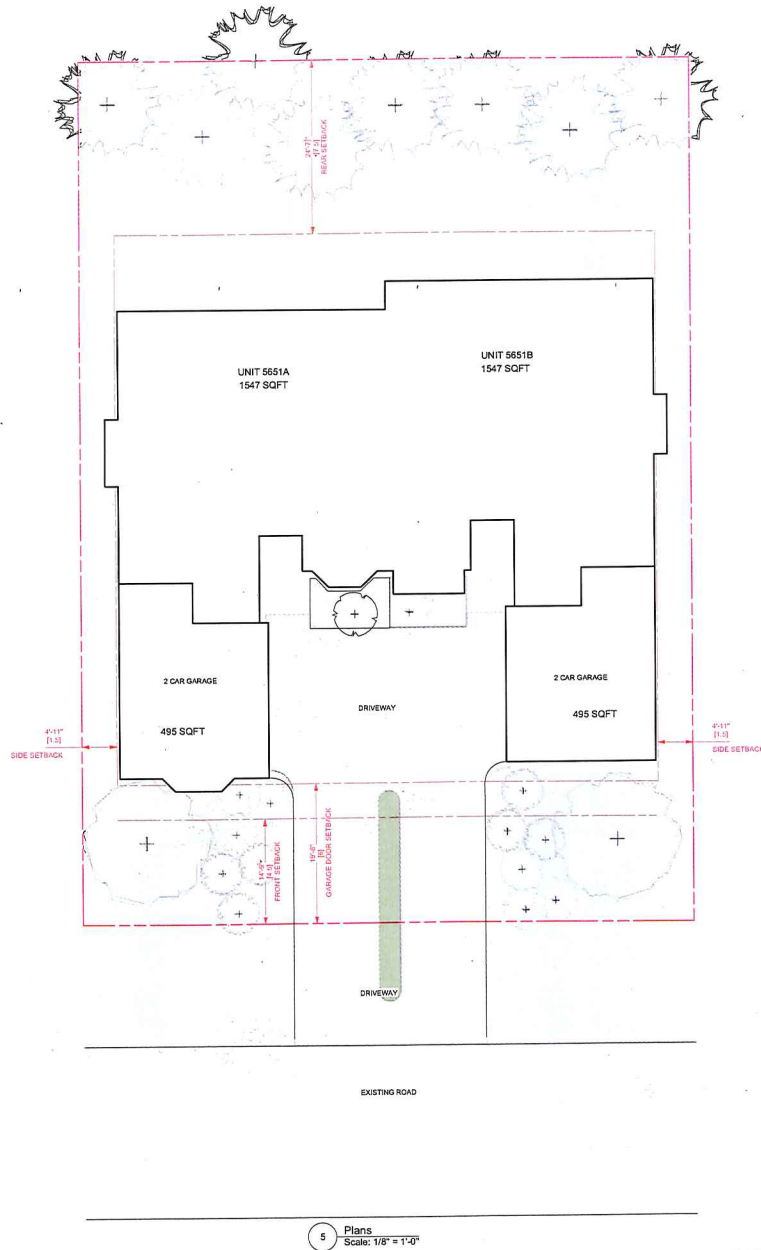 24'-7"
[7.5]
REAR SETBACK
UNIT 5651A
1547 SQFT
UNIT 5651B
1547 SQFT
2 CAR GARAGE
495 SQFT
2 CAR GARAGE
495 SQFT
DRIVEWAY
4'-11"
[1.5]
SIDE SETBACK
4'-11"
[1.5]
SIDE SETBACK
14'-9"
[4.5]
FRONT SETBACK
19'-8"
[6]
GARAGE DOOR SETBACK
DRIVEWAY
EXISTING ROAD
5
Plans
Scale: 1/8" = 1'-0"